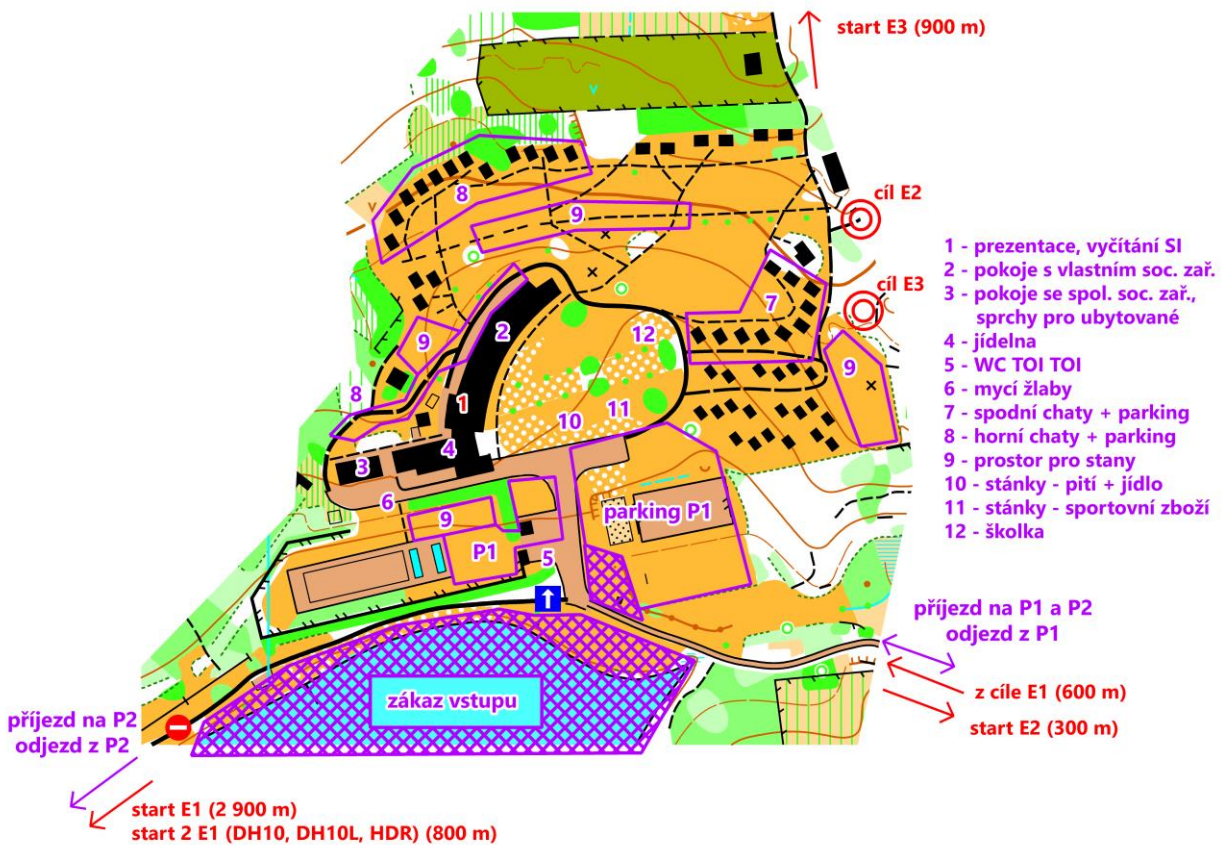 start E3 (900 m)
8
9
cíl E2
cíl E3
1 - prezentace, vyčítání SI
2 - pokoje s vlastním soc. zař.
3 - pokoje se spol. soc. zař.,
sprchy pro ubytované
4 - jídelna
5 - WC TOI TOI
6 - mycí žlaby
7 - spodní chaty + parking
8 - horní chaty + parking
9 - prostor pro stany
10 - stánky - pití + jídlo
11 - stánky - sportovní zboží
12 - školka
7
2
12
9
9
8
1
11
10
4
3
6
9
parking P1
P1
5
příjezd na P1 a P2
odjezd z P1
z cíle E1 (600 m)
start E2 (300 m)
zákaz vstupu
příjezd na P2
odjezd z P2
start E1 (2 900 m)
start 2 E1 (DH10, DH10L, HDR) (800 m)